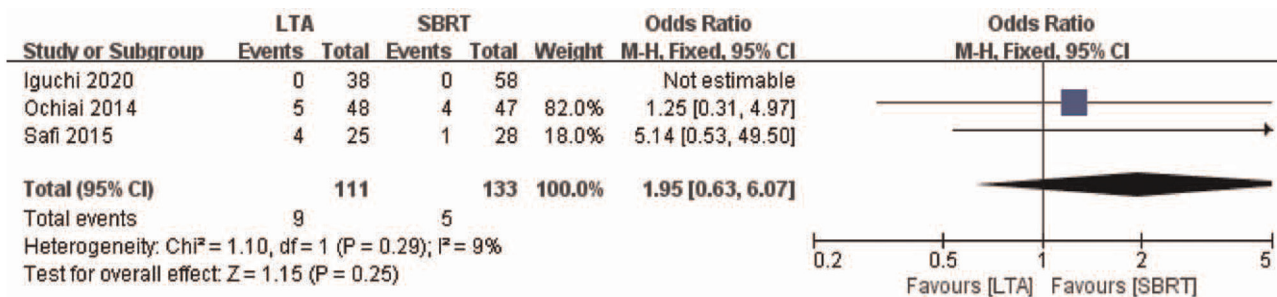 LTA SBRT Odds Ratio Odds Ratio
Study or Subgroup Events Total Events Total Weight M-H, Fixed, 95% CI M-H, Fixed, 95% CI
Iguchi 2020 0 38 0 58 Not estimable
Ochiai 2014 5 48 4 47 82.0% 1.25 [0.31, 4.97]
Safi 2015 4 25 1 28 18.0% 5.14 [0.53, 49.50]
Total (95% CI) 111 133 100.0% 1.95 [0.63, 6.07]
Total events 9 5
Heterogeneity: Chi² = 1.10, df = 1 (P = 0.29); I² = 9%
Test for overall effect: Z = 1.15 (P = 0.25)
0.2 0.5 1 2 5
Favours [LTA] Favours [SBRT]